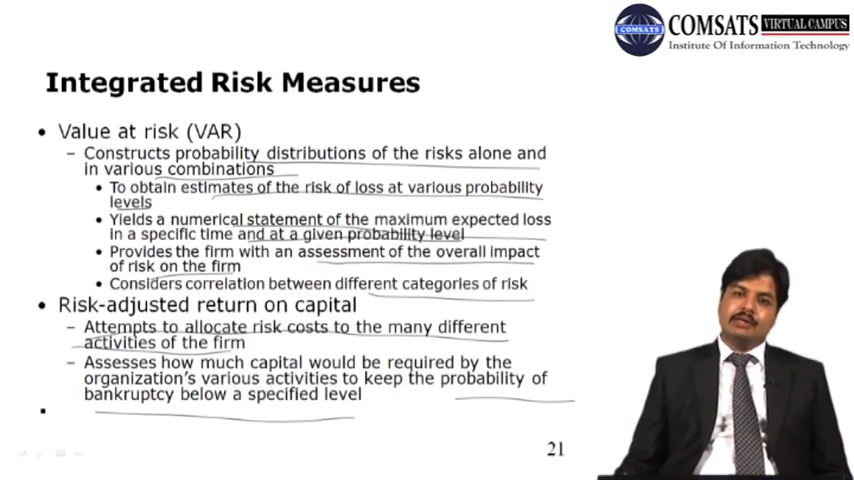 COMSATS
COMSATS VIRTUAL CAMPUS
Institute Of Information Technology
Integrated Risk Measures
• Value at risk (VAR)
– Constructs probability distributions of the risks alone and
in various combinations
• To obtain estimates of the risk of loss at various probability
levels
• Yields a numerical statement of the maximum expected loss
in a specific time and at a given probability level
• Provides the firm with an assessment of the overall impact
of risk on the firm
• Considers correlation between different categories of risk
• Risk-adjusted return on capital
– Attempts to allocate risk costs to the many different
activities of the firm
– Assesses how much capital would be required by the
organization's various activities to keep the probability of
bankruptcy below a specified level
21